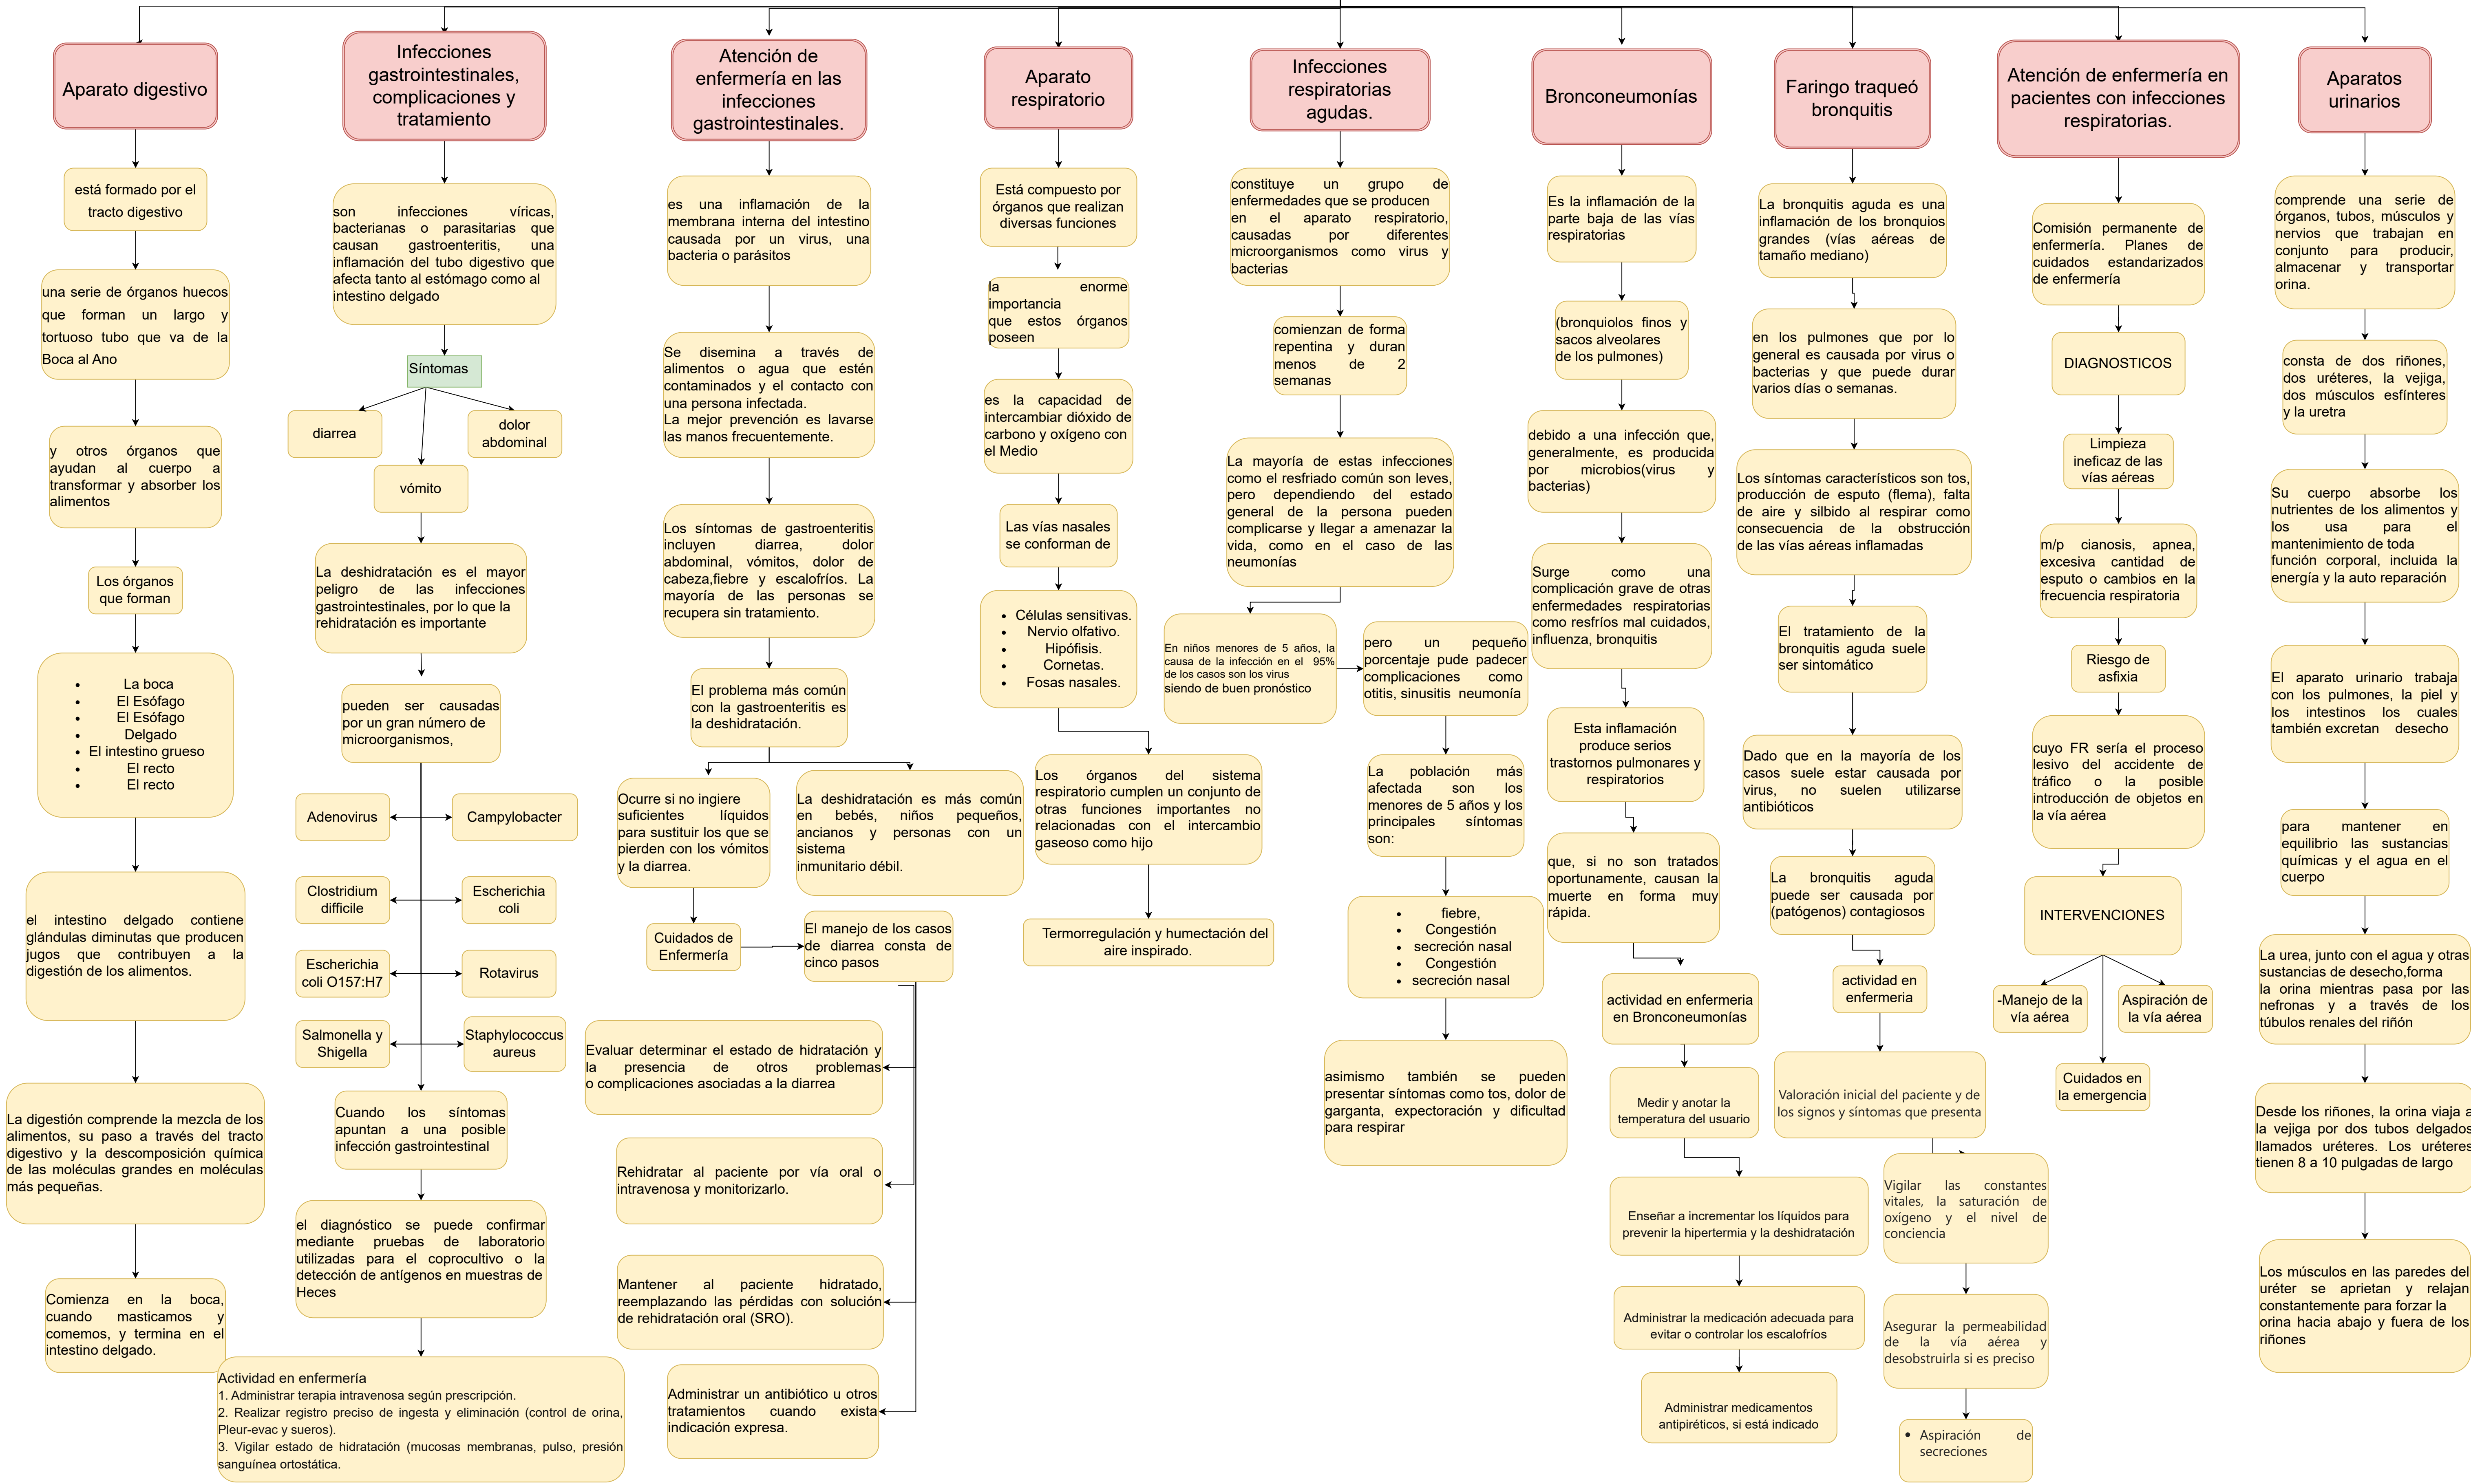 Aparato digestivo
está formado por el
tracto digestivo
una serie de órganos huecos
que forman un largo y
tortuoso tubo que va de la
Boca al Ano
y otros órganos que
ayudan al cuerpo a
transformar y absorber los
alimentos
Los órganos
que forman
• La boca
• El Esófago
• El Esófago
• Delgado
• El intestino grueso
• El recto
• El recto
el intestino delgado contiene
glándulas diminutas que producen
jugos que contribuyen a la
digestión de los alimentos.
La digestión comprende la mezcla de los
alimentos, su paso a través del tracto
digestivo y la descomposición química
de las moléculas grandes en moléculas
más pequeñas.
Comienza en la boca,
cuando masticamos y
comemos, y termina en el
intestino delgado.
Infecciones
gastrointestinales,
complicaciones y
tratamiento
son infecciones víricas,
bacterianas o parasitarias que
causan gastroenteritis, una
inflamación del tubo digestivo que
afecta tanto al estómago como al
intestino delgado
Síntomas
diarrea
dolor
abdominal
vómito
La deshidratación es el mayor
peligro de las infecciones
gastrointestinales, por lo que la
rehidratación es importante
pueden ser causadas
por un gran número de
microorganismos,
Adenovirus
Campylobacter
Clostridium
difficile
Escherichia
coli
Escherichia
coli O157:H7
Rotavirus
Salmonella y
Shigella
Staphylococcus
aureus
Cuando los síntomas
apuntan a una posible
infección gastrointestinal
el diagnóstico se puede confirmar
mediante pruebas de laboratorio
utilizadas para el coprocultivo o la
detección de antígenos en muestras de
Heces
Actividad en enfermería
1. Administrar terapia intravenosa según prescripción.
2. Realizar registro preciso de ingesta y eliminación (control de orina,
Pleur-evac y sueros).
3. Vigilar estado de hidratación (mucosas membranas, pulso, presión
sanguínea ortostática.
Atención de
enfermería en las
infecciones
gastrointestinales.
es una inflamación de la
membrana interna del intestino
causada por un virus, una
bacteria o parásitos
Se disemina a través de
alimentos o agua que estén
contaminados y el contacto con
una persona infectada.
La mejor prevención es lavarse
las manos frecuentemente.
Los síntomas de gastroenteritis
incluyen diarrea, dolor
abdominal, vómitos, dolor de
cabeza,fiebre y escalofríos. La
mayoría de las personas se
recupera sin tratamiento.
El problema más común
con la gastroenteritis es
la deshidratación.
Ocurre si no ingiere
suficientes líquidos
para sustituir los que se
pierden con los vómitos
y la diarrea.
La deshidratación es más común
en bebés, niños pequeños,
ancianos y personas con un
sistema
inmunitario débil.
Cuidados de
Enfermería
El manejo de los casos
de diarrea consta de
cinco pasos
Evaluar determinar el estado de hidratación y
la presencia de otros problemas
o complicaciones asociadas a la diarrea
Rehidratar al paciente por vía oral o
intravenosa y monitorizarlo.
Mantener al paciente hidratado,
reemplazando las pérdidas con solución
de rehidratación oral (SRO).
Administrar un antibiótico u otros
tratamientos cuando exista
indicación expresa.
Aparato
respiratorio
Está compuesto por
órganos que realizan
diversas funciones
la enorme
importancia
que estos órganos
poseen
es la capacidad de
intercambiar dióxido de
carbono y oxígeno con
el Medio
Las vías nasales
se conforman de
• Células sensitivas.
• Nervio olfativo.
• Hipófisis.
• Cornetas.
• Fosas nasales.
Los órganos del sistema
respiratorio cumplen un conjunto de
otras funciones importantes no
relacionadas con el intercambio
gaseoso como hijo
Termorregulación y humectación del
aire inspirado.
Infecciones
respiratorias
agudas.
constituye un grupo de
enfermedades que se producen
en el aparato respiratorio,
causadas por diferentes
microorganismos como virus y
bacterias
comienzan de forma
repentina y duran
menos de 2
semanas
La mayoría de estas infecciones
como el resfriado común son leves,
pero dependiendo del estado
general de la persona pueden
complicarse y llegar a amenazar la
vida, como en el caso de las
neumonías
En niños menores de 5 años, la
causa de la infección en el 95%
de los casos son los virus
siendo de buen pronóstico
pero un pequeño
porcentaje pude padecer
complicaciones como
otitis, sinusitis neumonía
La población más
afectada son los
menores de 5 años y los
principales síntomas
son:
• fiebre,
• Congestión
• secreción nasal
• Congestión
• secreción nasal
asimismo también se pueden
presentar síntomas como tos, dolor de
garganta, expectoración y dificultad
para respirar
Bronconeumonías
Es la inflamación de la
parte baja de las vías
respiratorias
(bronquiolos finos y
sacos alveolares
de los pulmones)
debido a una infección que,
generalmente, es producida
por microbios(virus y
bacterias)
Surge como una
complicación grave de otras
enfermedades respiratorias
como resfríos mal cuidados,
influenza, bronquitis
Esta inflamación
produce serios
trastornos pulmonares y
respiratorios
que, si no son tratados
oportunamente, causan la
muerte en forma muy
rápida.
actividad en enfermeria
en Bronconeumonías
Medir y anotar la
temperatura del usuario
Enseñar a incrementar los líquidos para
prevenir la hipertermia y la deshidratación
Administrar la medicación adecuada para
evitar o controlar los escalofríos
Administrar medicamentos
antipiréticos, si está indicado
Faringo traqueó
bronquitis
La bronquitis aguda es una
inflamación de los bronquios
grandes (vías aéreas de
tamaño mediano)
en los pulmones que por lo
general es causada por virus o
bacterias y que puede durar
varios días o semanas.
Los síntomas característicos son tos,
producción de esputo (flema), falta
de aire y silbido al respirar como
consecuencia de la obstrucción
de las vías aéreas inflamadas
El tratamiento de la
bronquitis aguda suele
ser sintomático
Dado que en la mayoría de los
casos suele estar causada por
virus, no suelen utilizarse
antibióticos
La bronquitis aguda
puede ser causada por
(patógenos) contagiosos
actividad en
enfermeria
Valoración inicial del paciente y de
los signos y síntomas que presenta
Vigilar las constantes
vitales, la saturación de
oxígeno y el nivel de
conciencia
Asegurar la permeabilidad
de la vía aérea y
desobstruirla si es preciso
• Aspiración de
secreciones
Atención de enfermería en
pacientes con infecciones
respiratorias.
Comisión permanente de
enfermería. Planes de
cuidados estandarizados
de enfermería
DIAGNOSTICOS
Limpieza
ineficaz de las
vías aéreas
m/p cianosis, apnea,
excesiva cantidad de
esputo o cambios en la
frecuencia respiratoria
Riesgo de
asfixia
cuyo FR sería el proceso
lesivo del accidente de
tráfico o la posible
introducción de objetos en
la vía aérea
INTERVENCIONES
-Manejo de la
vía aérea
Aspiración de
la vía aérea
Cuidados en
la emergencia
Aparatos
urinarios
comprende una serie de
órganos, tubos, músculos y
nervios que trabajan en
conjunto para producir,
almacenar y transportar
orina.
consta de dos riñones,
dos uréteres, la vejiga,
dos músculos esfínteres
y la uretra
Su cuerpo absorbe los
nutrientes de los alimentos y
los usa para el
mantenimiento de toda
función corporal, incluida la
energía y la auto reparación
El aparato urinario trabaja
con los pulmones, la piel y
los intestinos los cuales
también excretan desecho
para mantener en
equilibrio las sustancias
químicas y el agua en el
cuerpo
La urea, junto con el agua y otras
sustancias de desecho,forma
la orina mientras pasa por las
nefronas y a través de los
túbulos renales del riñón
Desde los riñones, la orina viaja a
la vejiga por dos tubos delgados
llamados uréteres. Los uréteres
tienen 8 a 10 pulgadas de largo
Los músculos en las paredes del
uréter se aprietan y relajan
constantemente para forzar la
orina hacia abajo y fuera de los
riñones